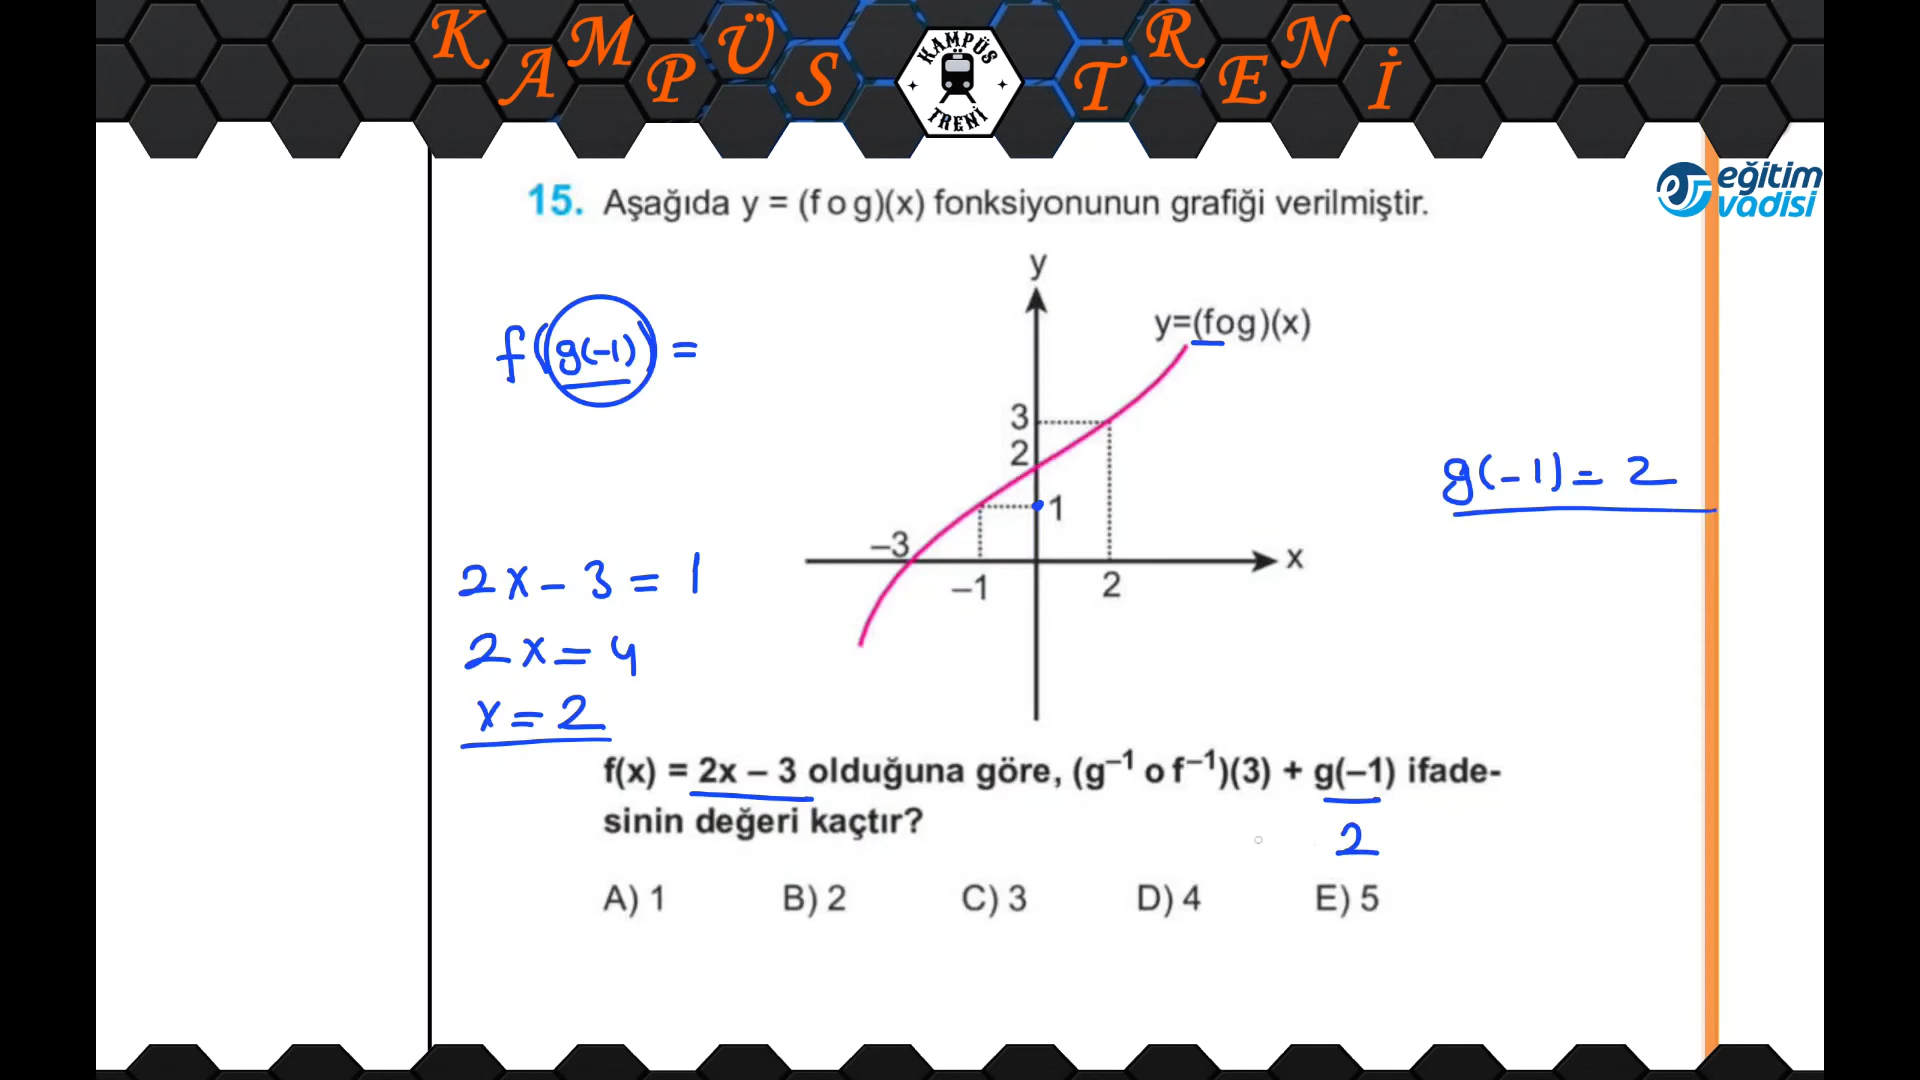 KAMPÜS TRENİ
KAMPÜS
TRENİ
eğitim
vadisi
15. Aşağıda y = (f o g)(x) fonksiyonunun grafiği verilmiştir.
y
y=(fog)(x)
f(g(-1)) =
3
2
g(-1) = 2
1
-3
x
-1
2
2x - 3 = 1
2x = 4
x = 2
f(x) = 2x – 3 olduğuna göre, (g⁻¹ o f⁻¹)(3) + g(–1) ifade-
sinin değeri kaçtır?
2
A) 1 B) 2 C) 3 D) 4 E) 5